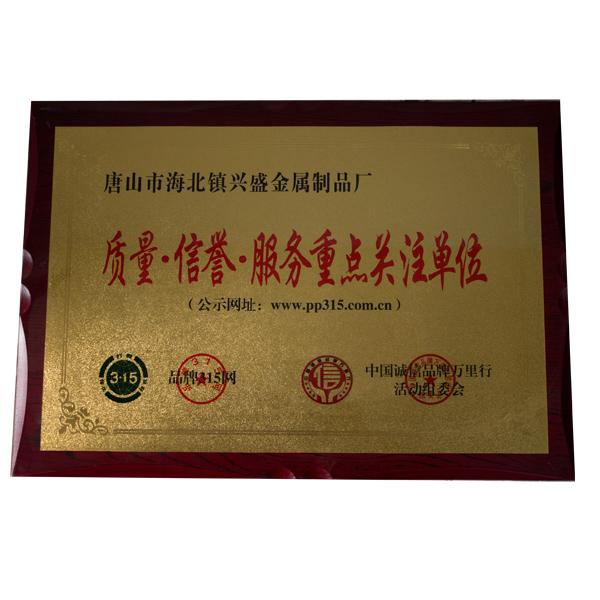 唐山市海北镇兴盛金属制品厂
质量·信誉·服务重点关注单位
（公示网址：www.pp315.com.cn）
3·15
品牌315网
信
中国诚信品牌万里行
活动组委会